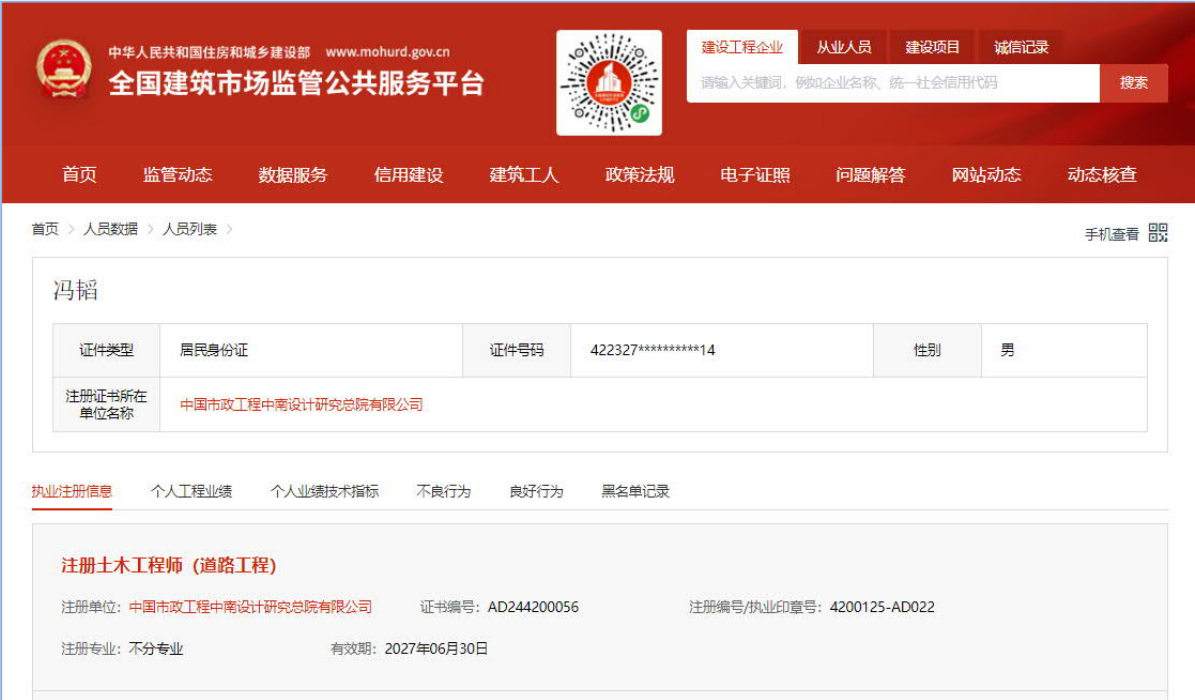 中华人民共和国住房和城乡建设部 www.mohurd.gov.cn
全国建筑市场监管公共服务平台
建设工程企业 从业人员 建设项目 诚信记录
请输入关键词，例如企业名称、统一社会信用代码 搜索
首页 监管动态 数据服务 信用建设 建筑工人 政策法规 电子证照 问题解答 网站动态 动态核查
首页 > 人员数据 > 人员列表 >
手机查看
冯韬
证件类型 居民身份证 证件号码 422327**********14 性别 男
注册证书所在
单位名称 中国市政工程中南设计研究总院有限公司
执业注册信息 个人工程业绩 个人业绩技术指标 不良行为 良好行为 黑名单记录
注册土木工程师（道路工程）
注册单位：中国市政工程中南设计研究总院有限公司 证书编号：AD244200056 注册编号/执业印章号：4200125-AD022
注册专业：不分专业 有效期：2027年06月30日